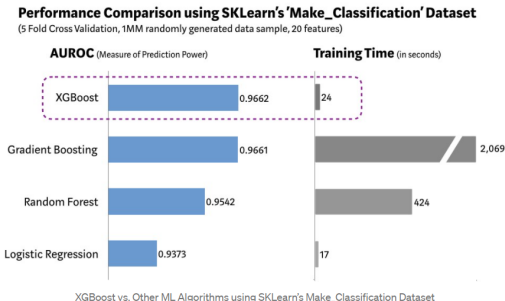 Performance Comparison using SKLearn's 'Make_Classification' Dataset
(5 Fold Cross Validation, 1MM randomly generated data sample, 20 features)
AUROC (Measure of Prediction Power)
Training Time (in seconds)
XGBoost 0.9662 24
Gradient Boosting 0.9661 2,069
Random Forest 0.9542 424
Logistic Regression 0.9373 17
XGBoost vs. Other ML Algorithms using SKLearn's Make_Classification Dataset